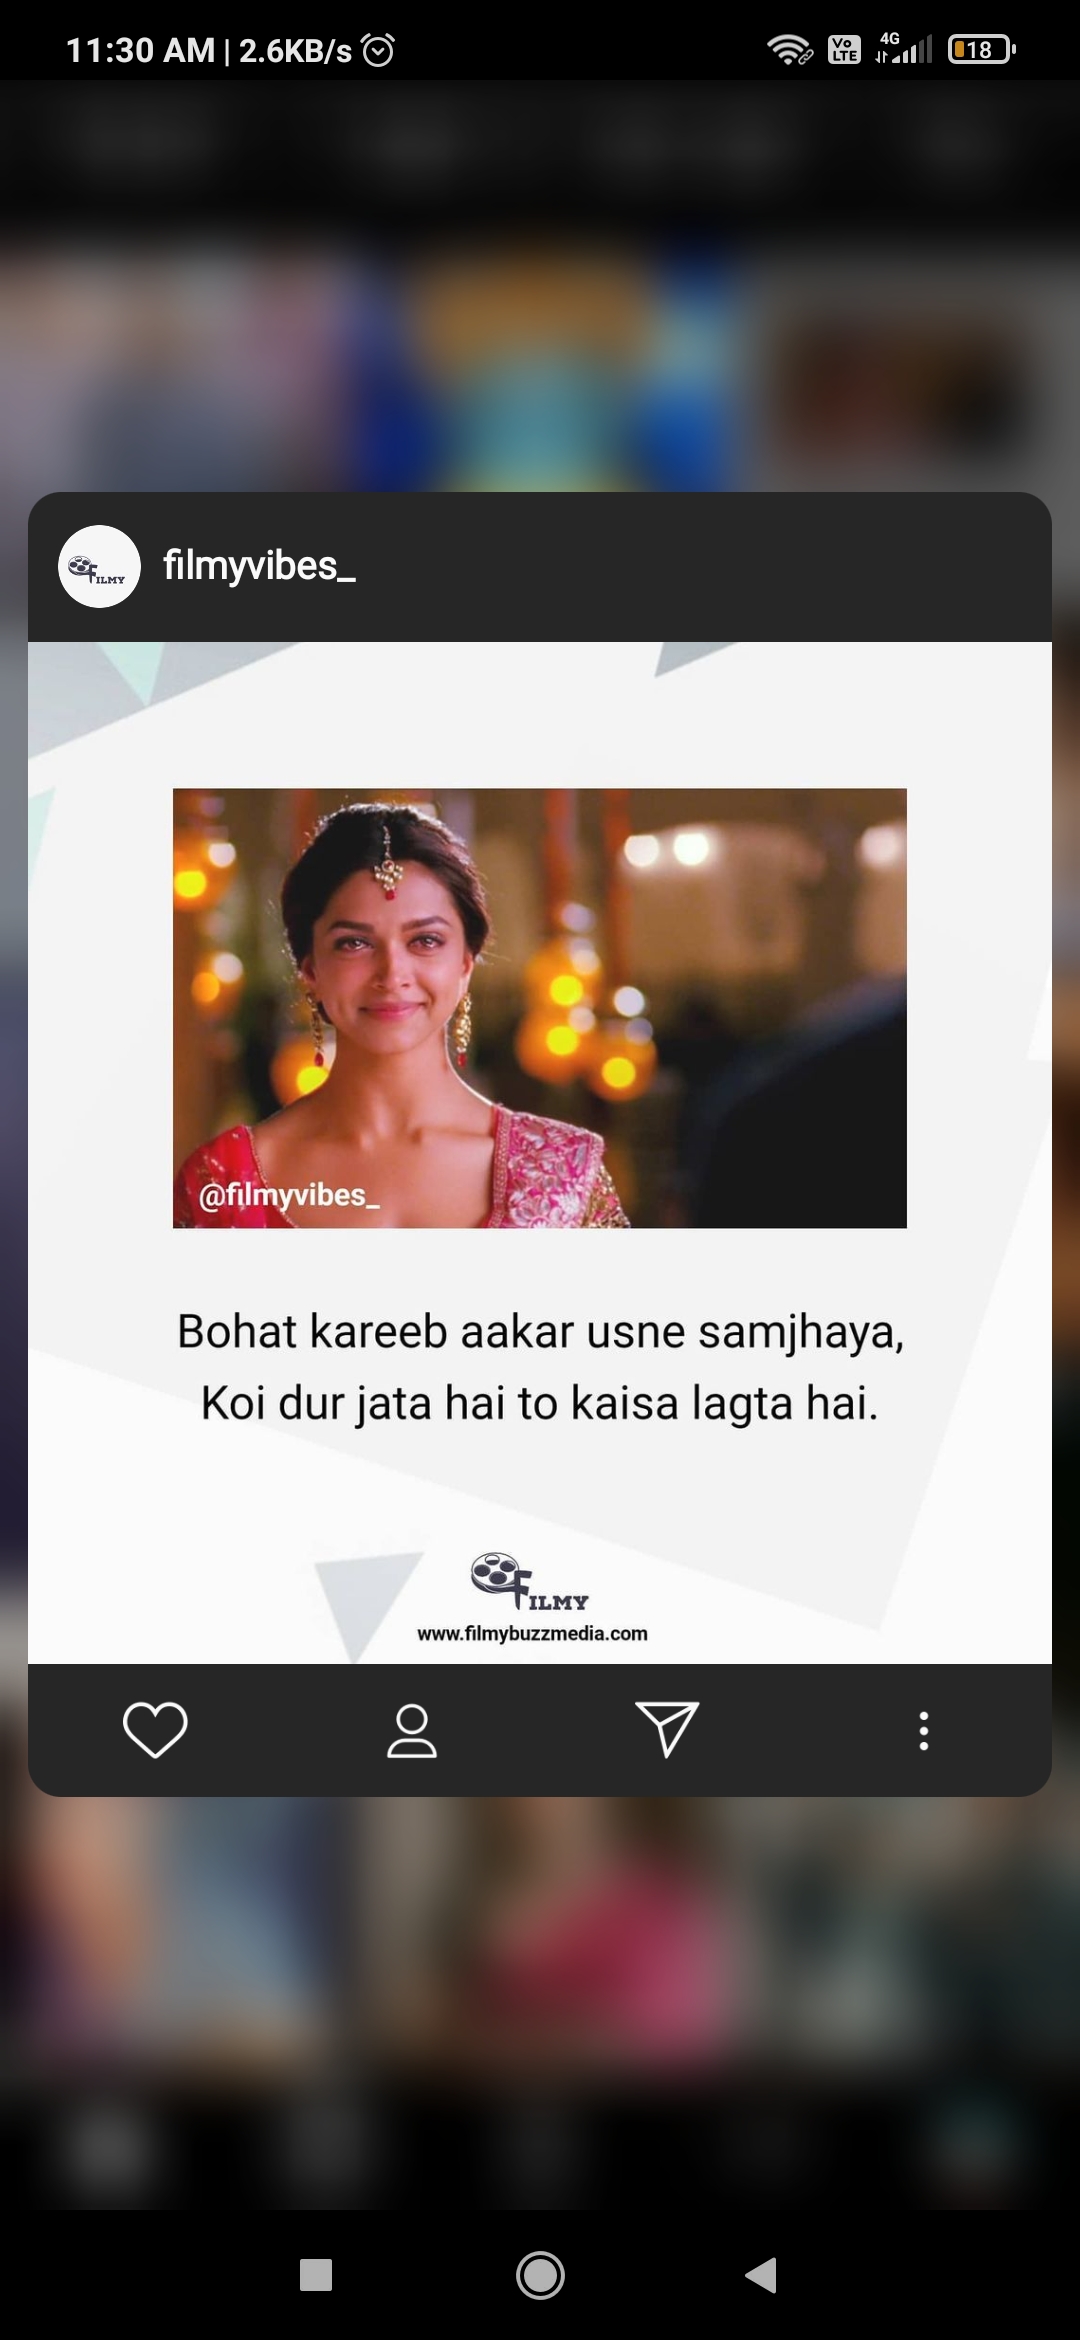 11:30 AM | 2.6KB/s
Vo LTE
4G
18
FILMY
filmyvibes_
@filmyvibes_
Bohat kareeb aakar usne samjhaya,
Koi dur jata hai to kaisa lagta hai.
FILMY
www.filmybuzzmedia.com